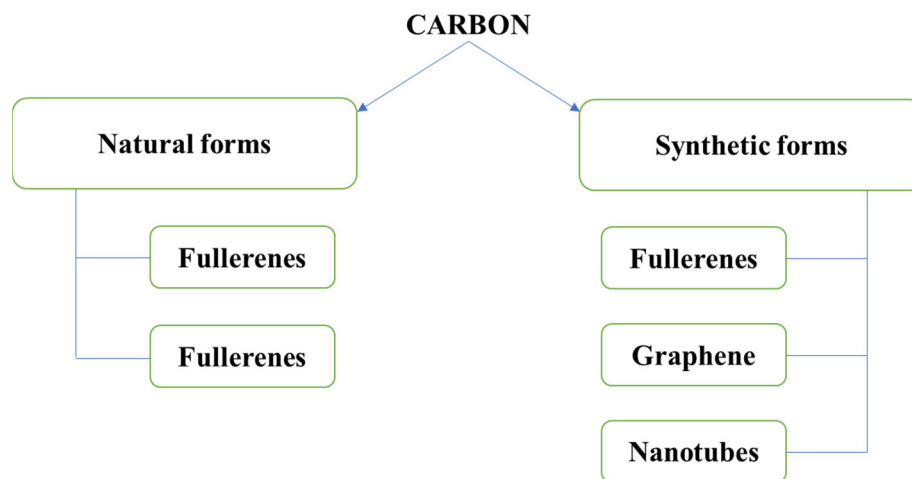 CARBON
Natural forms
Fullerenes
Fullerenes
Synthetic forms
Fullerenes
Graphene
Nanotubes